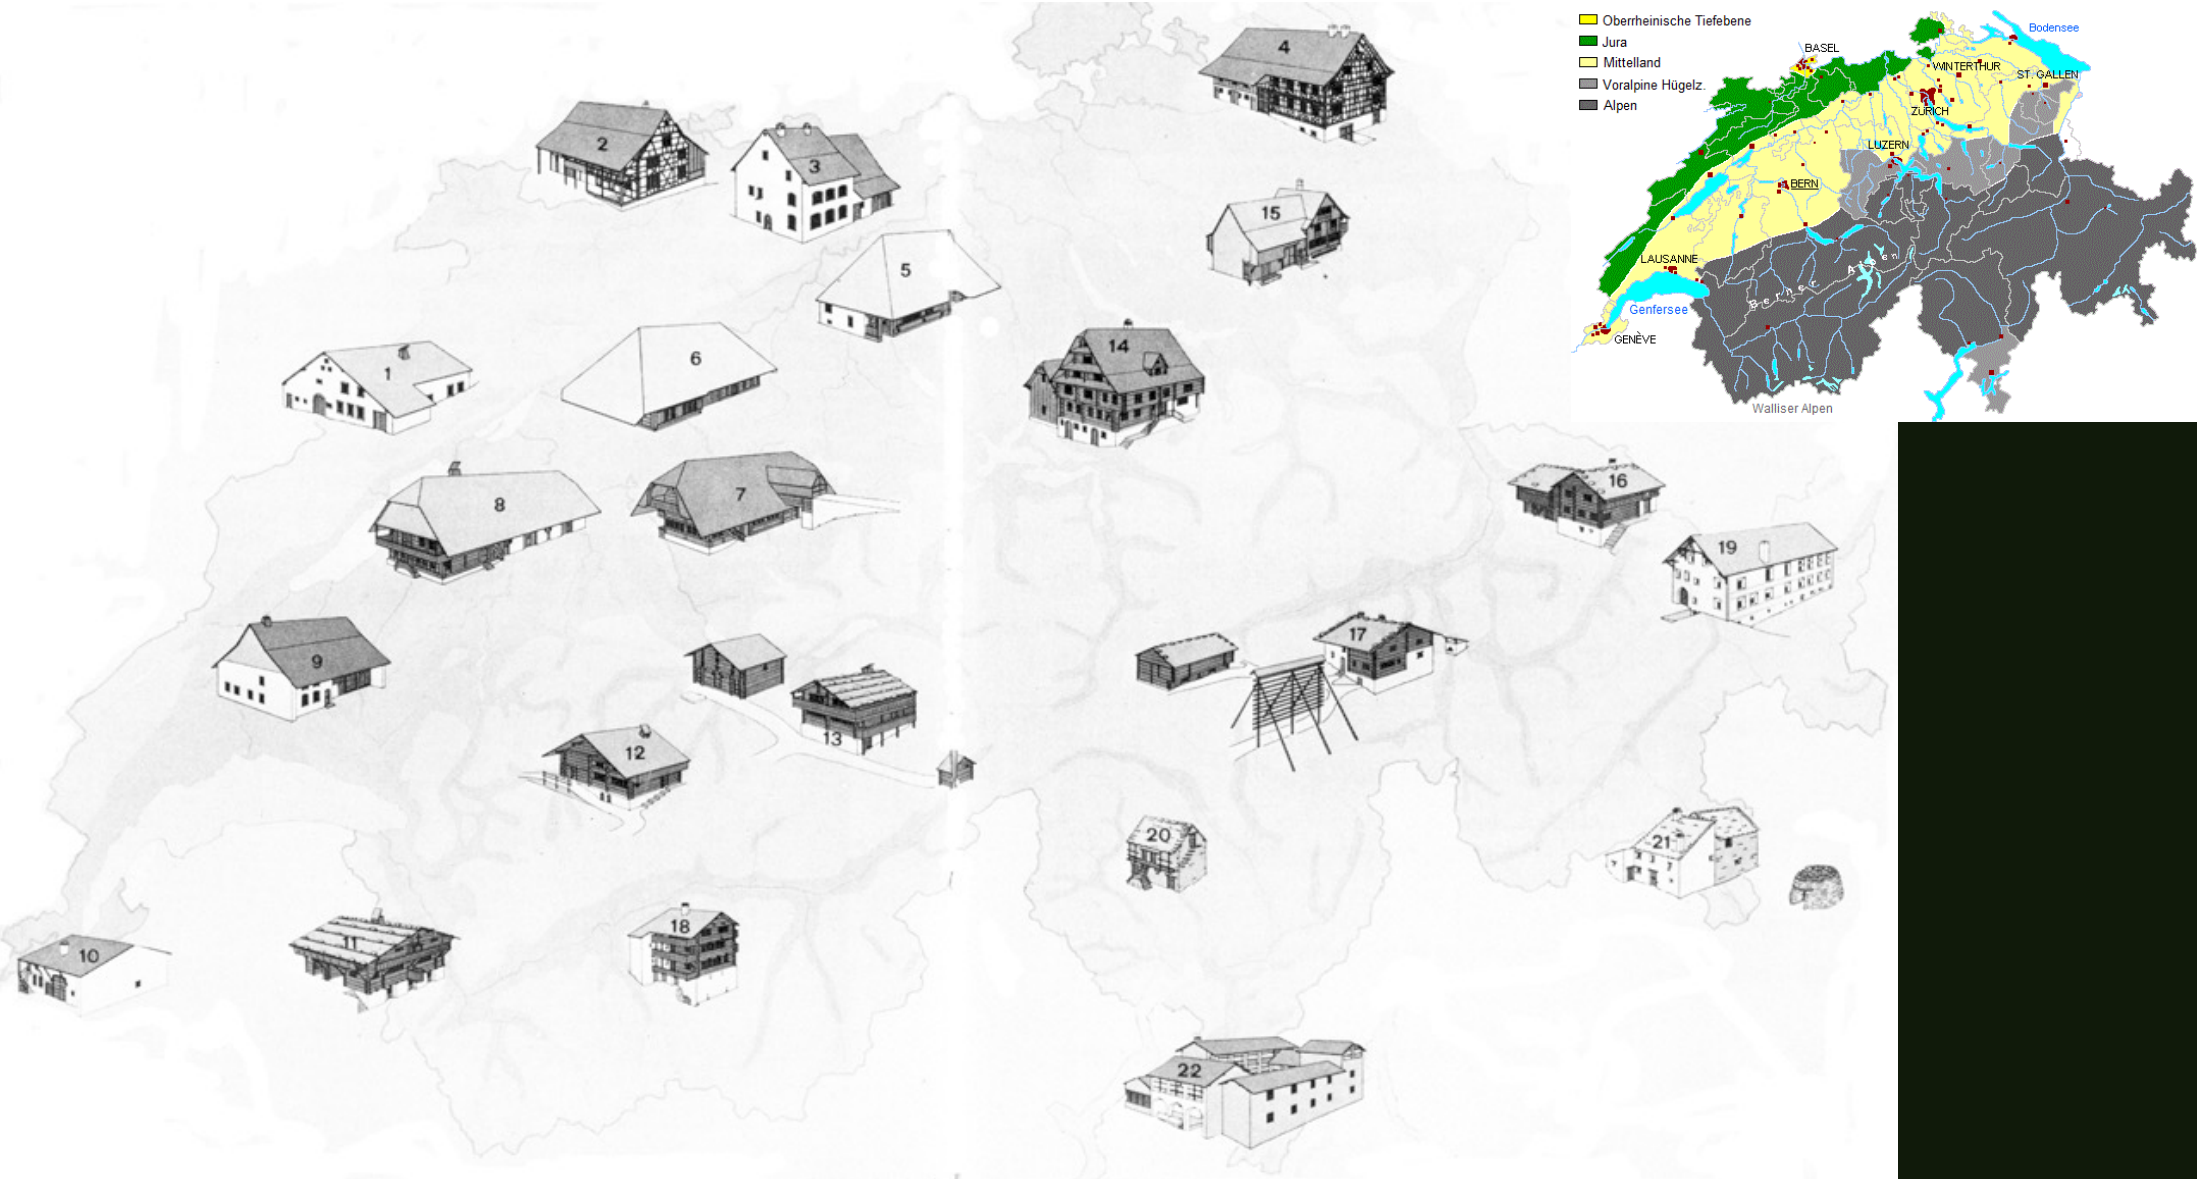 Oberrheinische Tiefebene
Jura
Mittelland
Voralpine Hügelz.
Alpen
Bodensee
BASEL
WINTERTHUR
ST. GALLEN
ZÜRICH
LUZERN
BERN
LAUSANNE
Berner Alpen
Genfersee
GENÈVE
Walliser Alpen
4
2
3
15
5
14
6
1
16
8
7
19
17
9
12
13
20
21
18
11
10
22